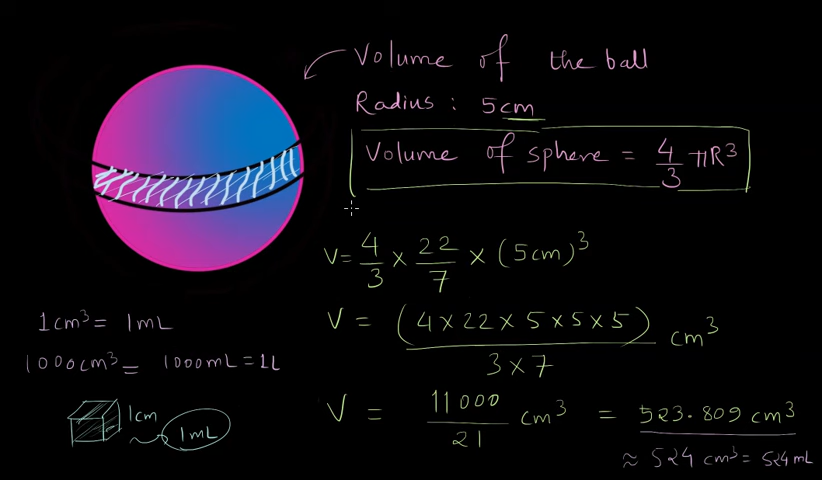 Volume of the ball
Radius : 5cm
Volume of sphere = 4/3 πR³
V = 4/3 × 22/7 × (5cm)³
V = (4 × 22 × 5 × 5 × 5) / 3 × 7 cm³
V = 11000/21 cm³ = 523.809 cm³
≈ 524 cm³ = 524 mL
1cm³ = 1mL
1000cm³ = 1000mL = 1L
1cm
1mL